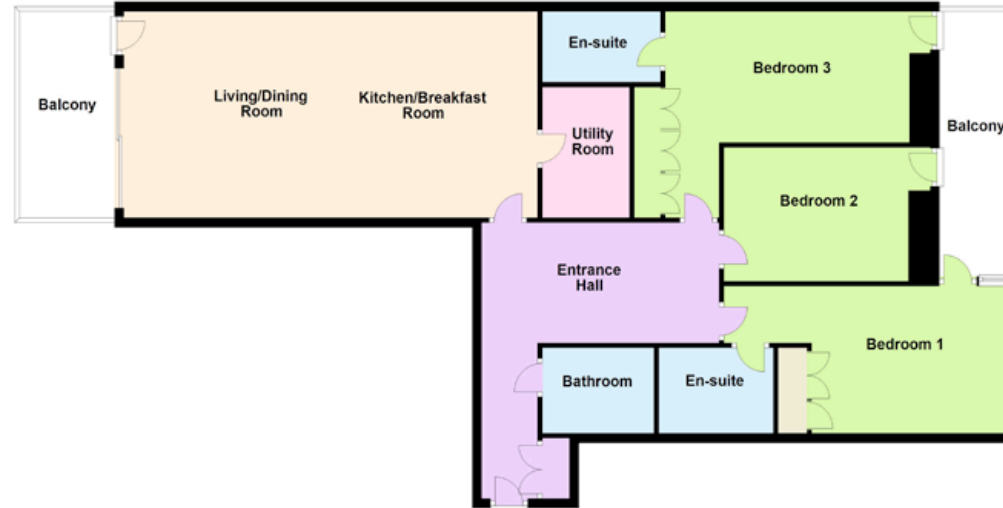 En-suite
Bedroom 3
Balcony
Living/Dining
Room
Kitchen/Breakfast
Room
Utility
Room
Balcony
Bedroom 2
Entrance
Hall
Bedroom 1
Bathroom
En-suite